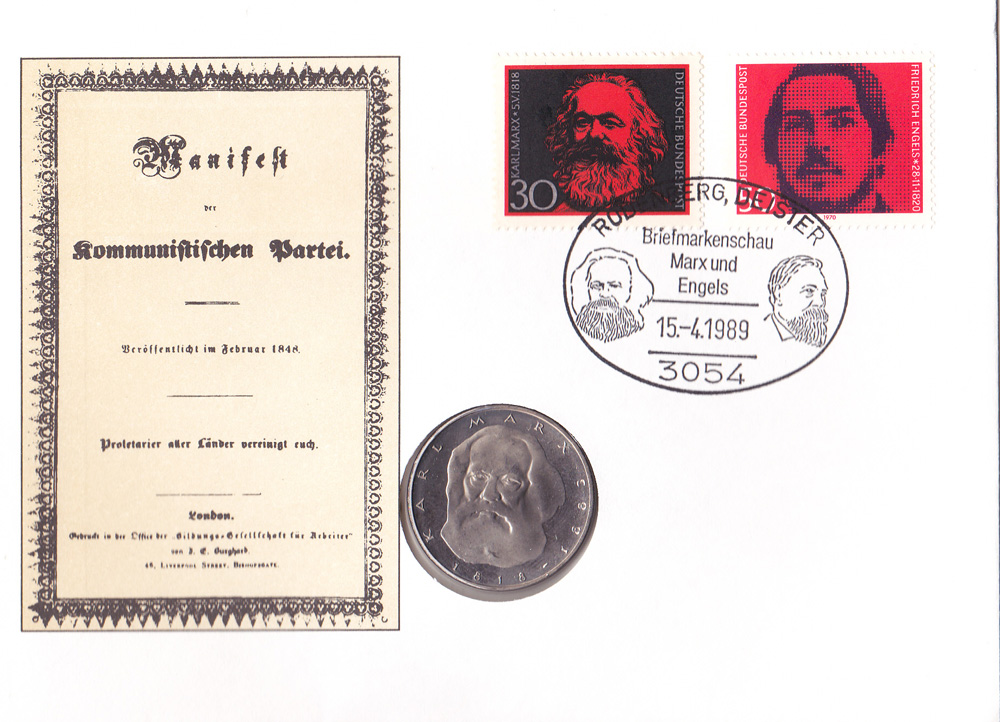 Manifest
der
Kommunistischen Partei.
Veröffentlicht im Februar 1848.
Proletarier aller Länder vereinigt euch.
London.
Gedruckt in der Office der „Bildungs-Gesellschaft für Arbeiter"
von J. E. Burghard.
46, LIVERPOOL STREET, BISHOPSGATE.
KARL MARX * 5.V.1818
DEUTSCHE BUNDESPOST
30
DEUTSCHE BUNDESPOST
FRIEDRICH ENGELS * 28·11·1820
1970
DEISTER
Briefmarkenschau
Marx und
Engels
15.-4.1989
3054
KARL MARX 1818-1883